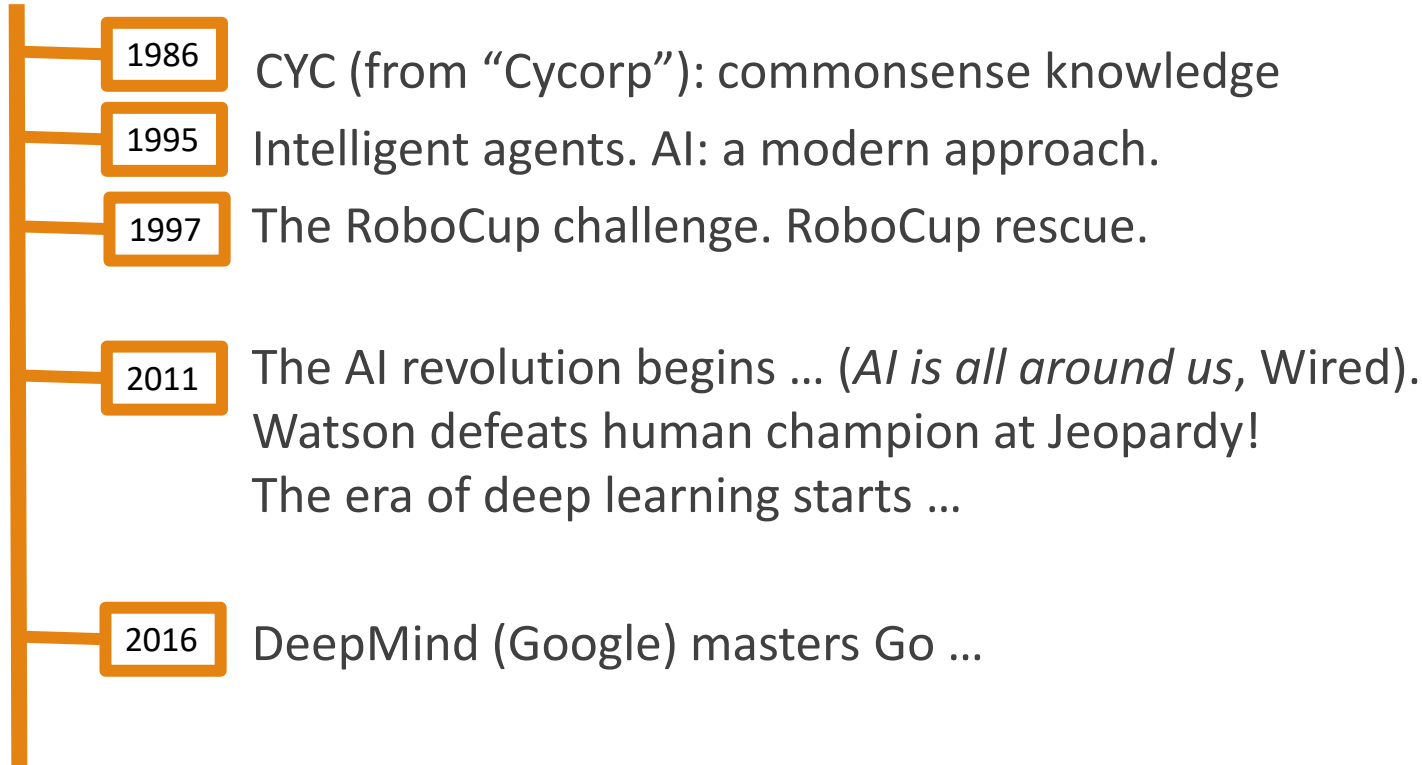 1986
CYC (from “Cycorp”): commonsense knowledge
1995
Intelligent agents. AI: a modern approach.
1997
The RoboCup challenge. RoboCup rescue.
2011
The AI revolution begins … (AI is all around us, Wired).
Watson defeats human champion at Jeopardy!
The era of deep learning starts …
2016
DeepMind (Google) masters Go …